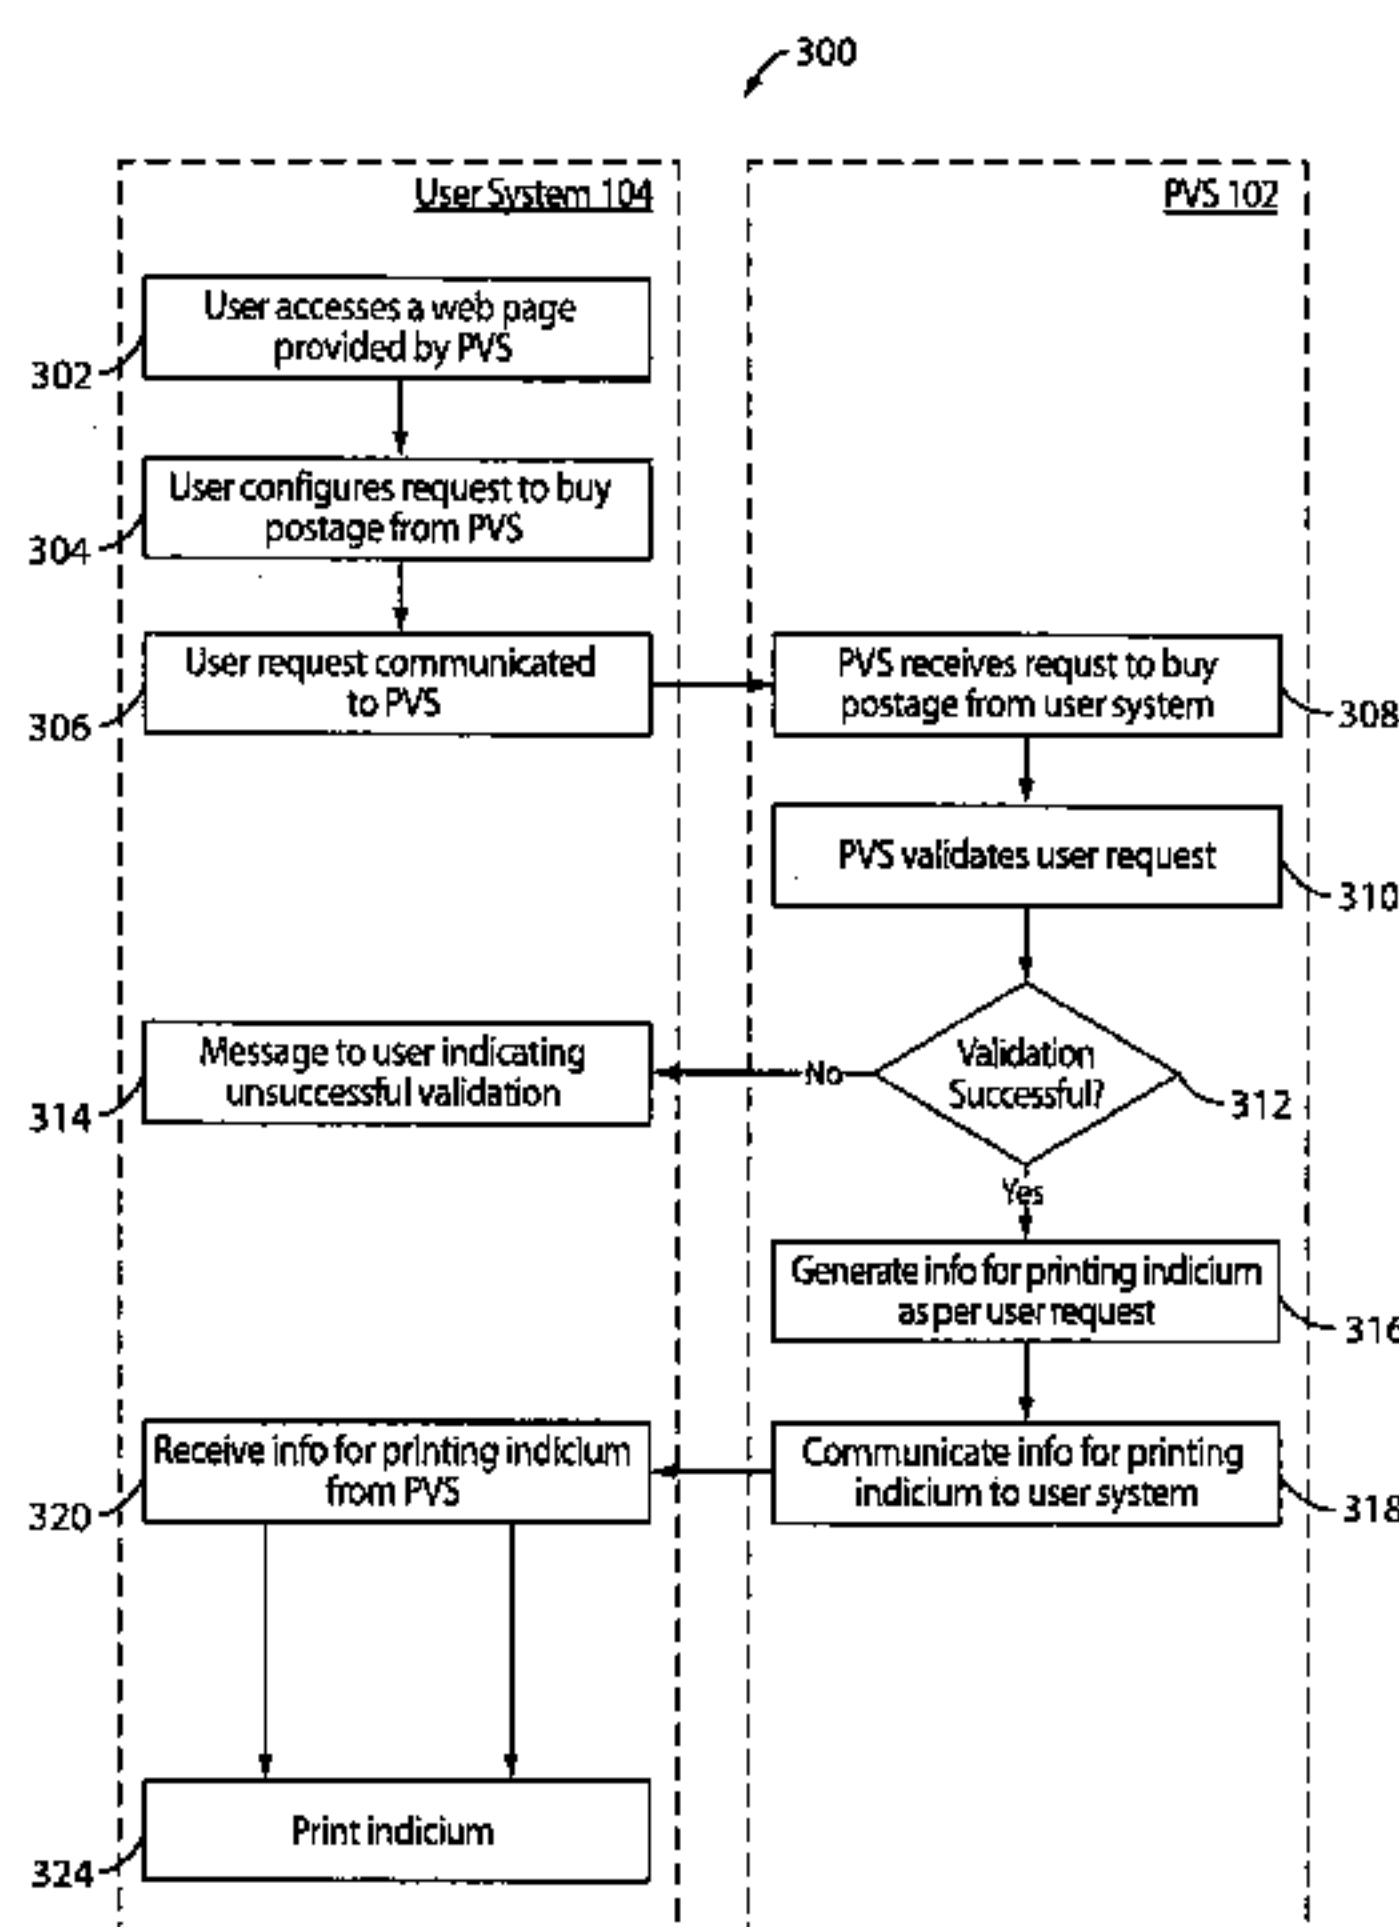 300
User System 104
PVS 102
User accesses a web page
provided by PVS
302
User configures request to buy
postage from PVS
304
User request communicated
to PVS
306
PVS receives requst to buy
postage from user system
308
PVS validates user request
310
Validation
Successful?
312
No
Message to user indicating
unsuccessful validation
314
Yes
Generate info for printing indicium
as per user request
316
Communicate info for printing
indicium to user system
318
Receive info for printing indicium
from PVS
320
Print indicium
324